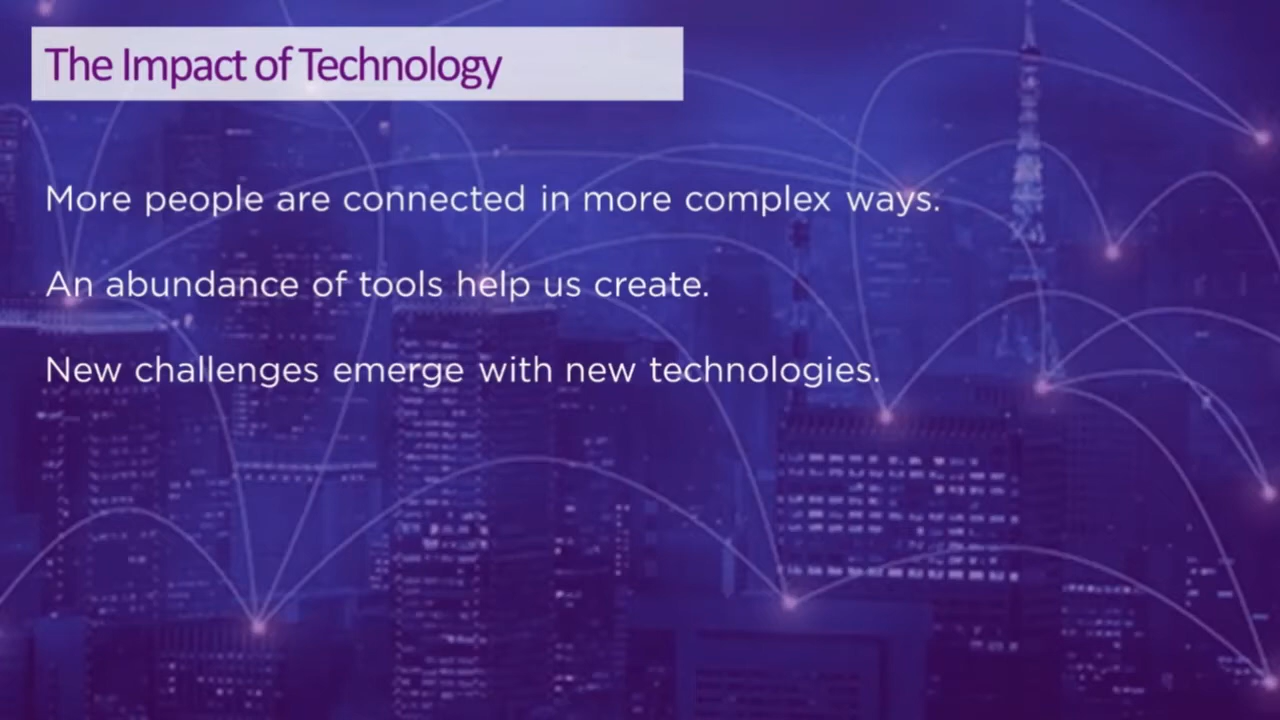 The Impact of Technology
More people are connected in more complex ways.
An abundance of tools help us create.
New challenges emerge with new technologies.